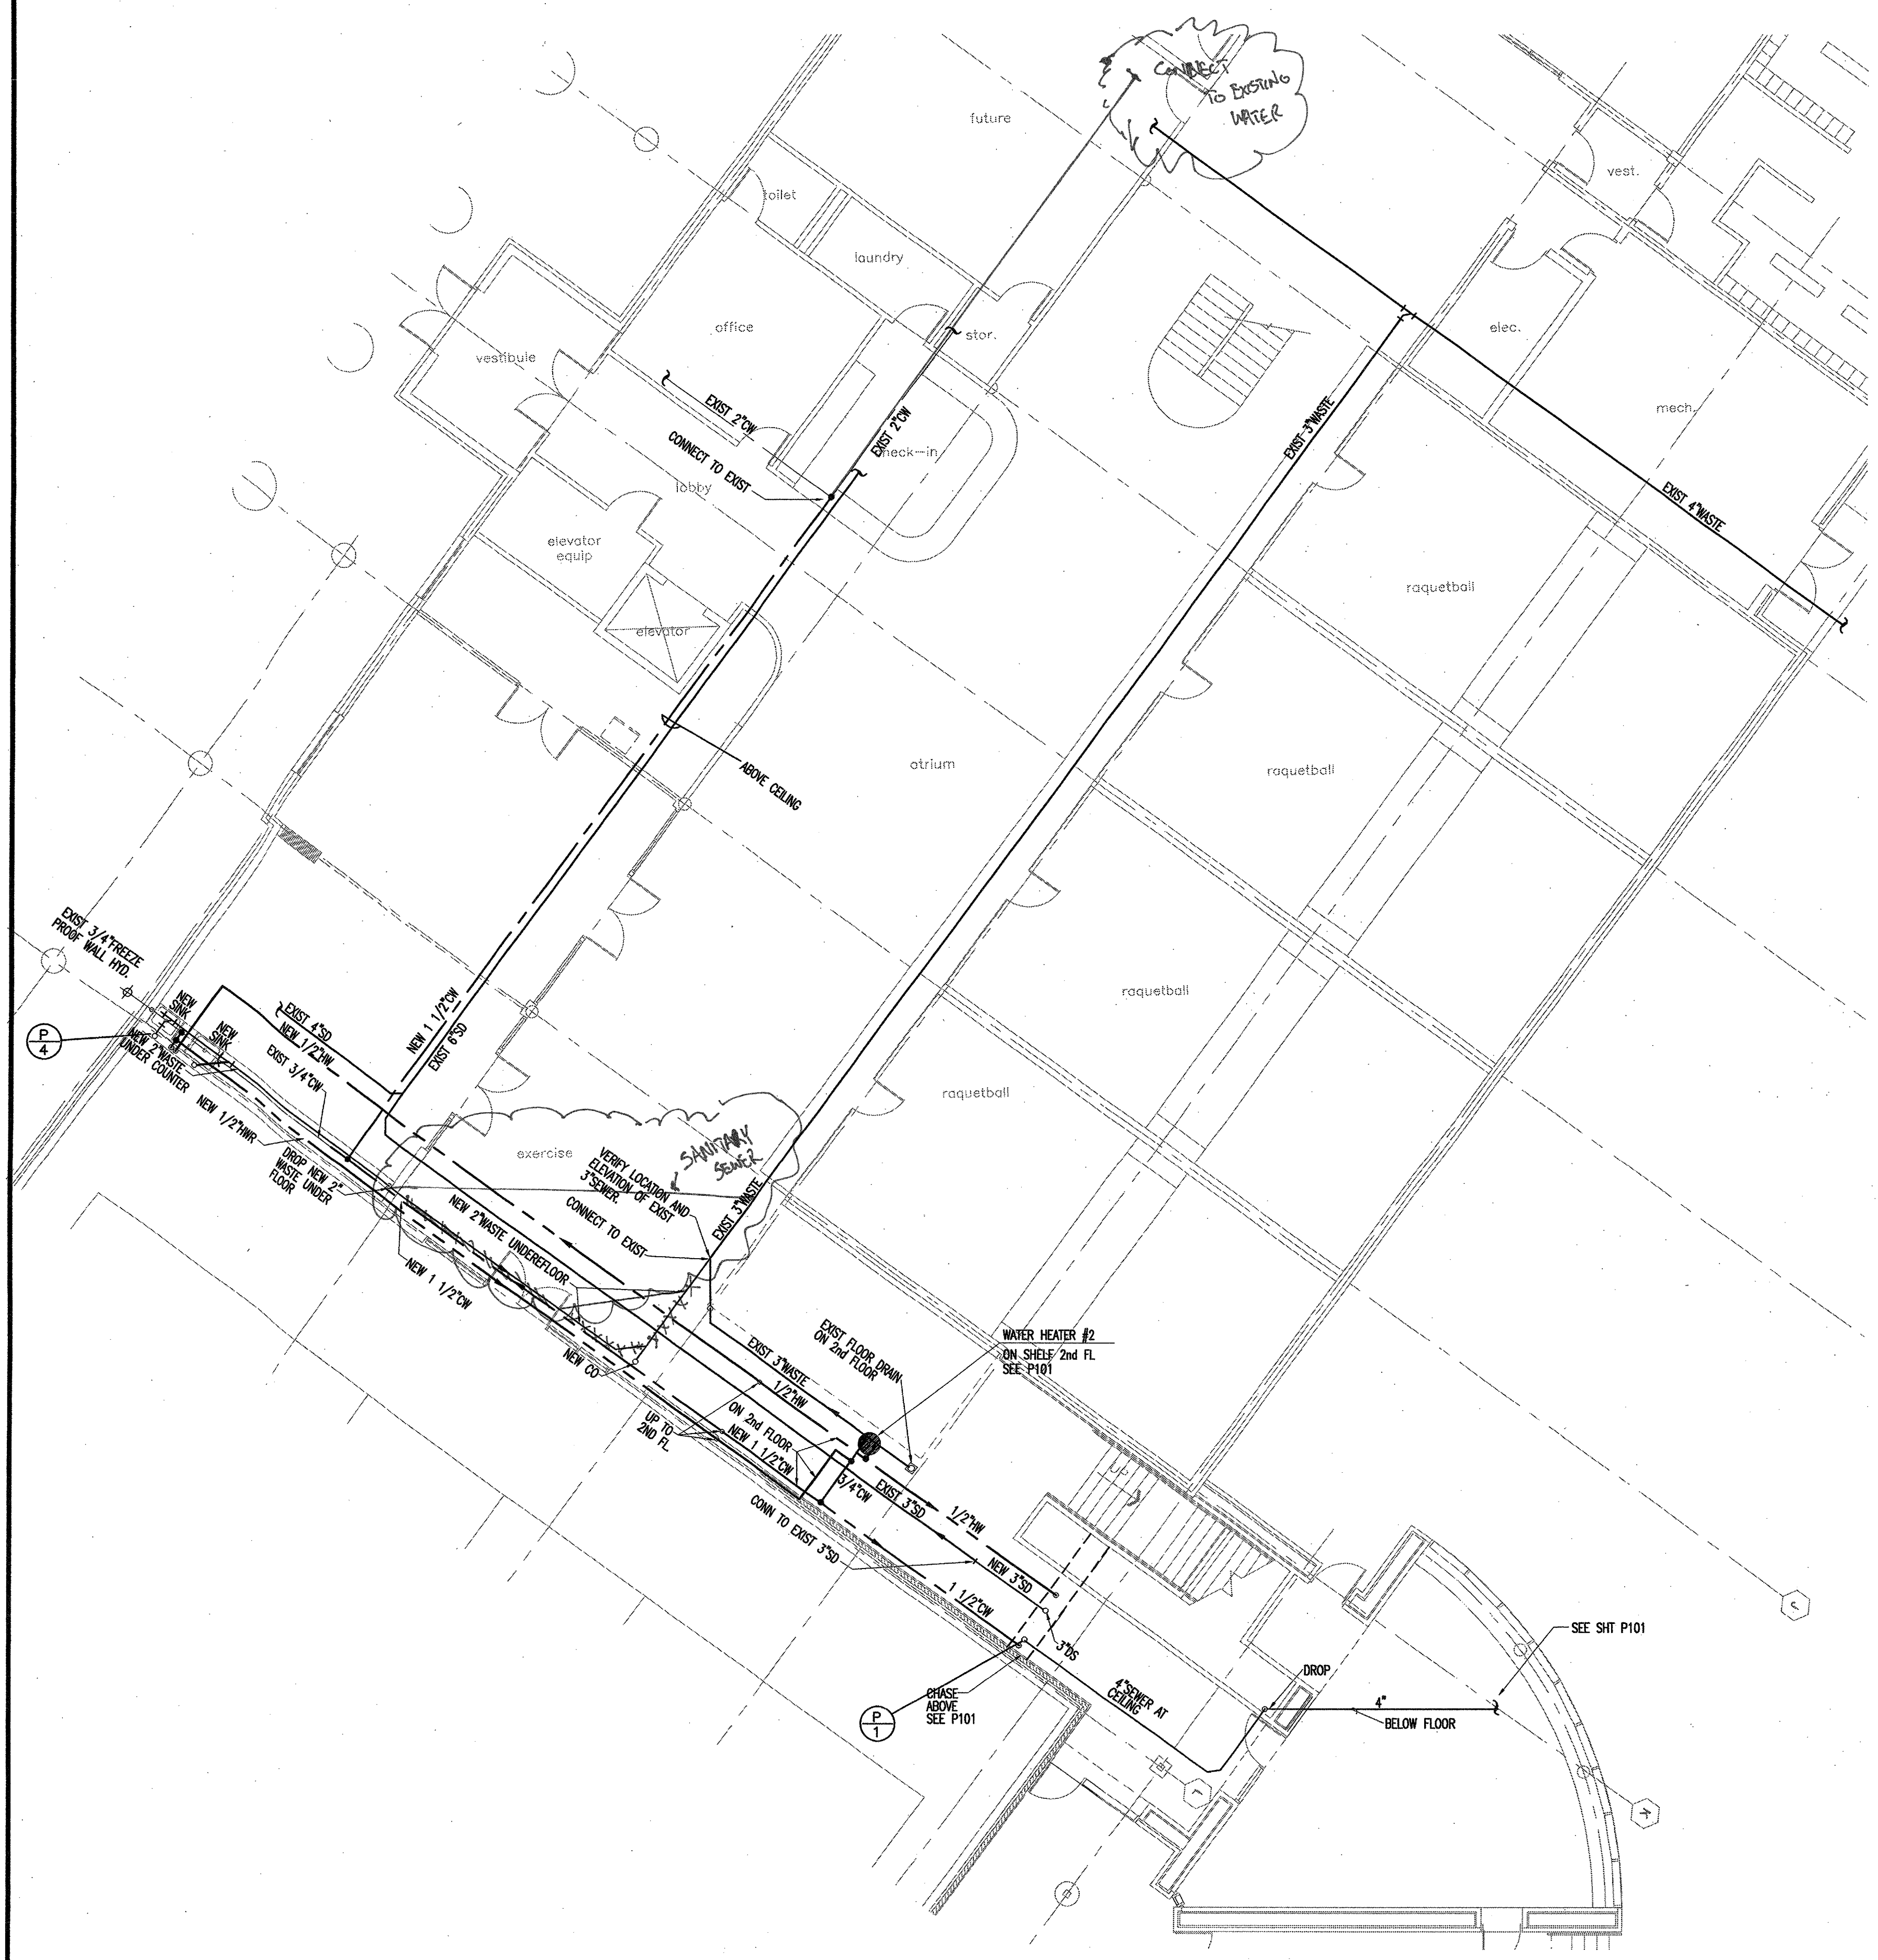 CONNECT
TO EXISTING
WATER
future
vest.
toilet
laundry
office
stor.
elec.
vestibule
mech.
EXIST 2"CW
EXIST 2"CW
EXIST 3"WASTE
CONNECT TO EXIST
check-in
lobby
EXIST 4"WASTE
elevator
equip
raquetball
elevator
atrium
raquetball
ABOVE CEILING
EXIST 3/4"FREEZE
PROOF WALL HYD.
raquetball
NEW
SINK
NEW
SINK
EXIST 4"SD
NEW 1/2"HW
EXIST 3/4"CW
NEW 1 1/2"CW
EXIST 6"SD
P
4
NEW 2"WASTE
UNDER COUNTER
raquetball
NEW 1/2"HWR
DROP NEW 2"
WASTE UNDER
FLOOR
exercise
SANITARY
SEWER
VERIFY LOCATION AND
ELEVATION OF EXIST
3"SEWER.
CONNECT TO EXIST
EXIST 3"WASTE
NEW 2"WASTE UNDEREFLOOR
NEW 1 1/2"CW
NEW CO
EXIST 3"WASTE
1/2"HW
EXIST FLOOR DRAIN
ON 2nd FLOOR
WATER HEATER #2
ON SHELF 2nd FL
SEE P101
UP TO
2ND FL.
ON 2nd FLOOR
NEW 1 1/2"CW
3/4"CW
EXIST 3"SD
1/2"HW
UP
CONN TO EXIST 3"SD
NEW 3"SD
1 1/2"CW
3"DS
J
SEE SHT P101
CHASE
ABOVE
SEE P101
P
1
4"SEWER AT
CEILING
DROP
4"
BELOW FLOOR
L
K